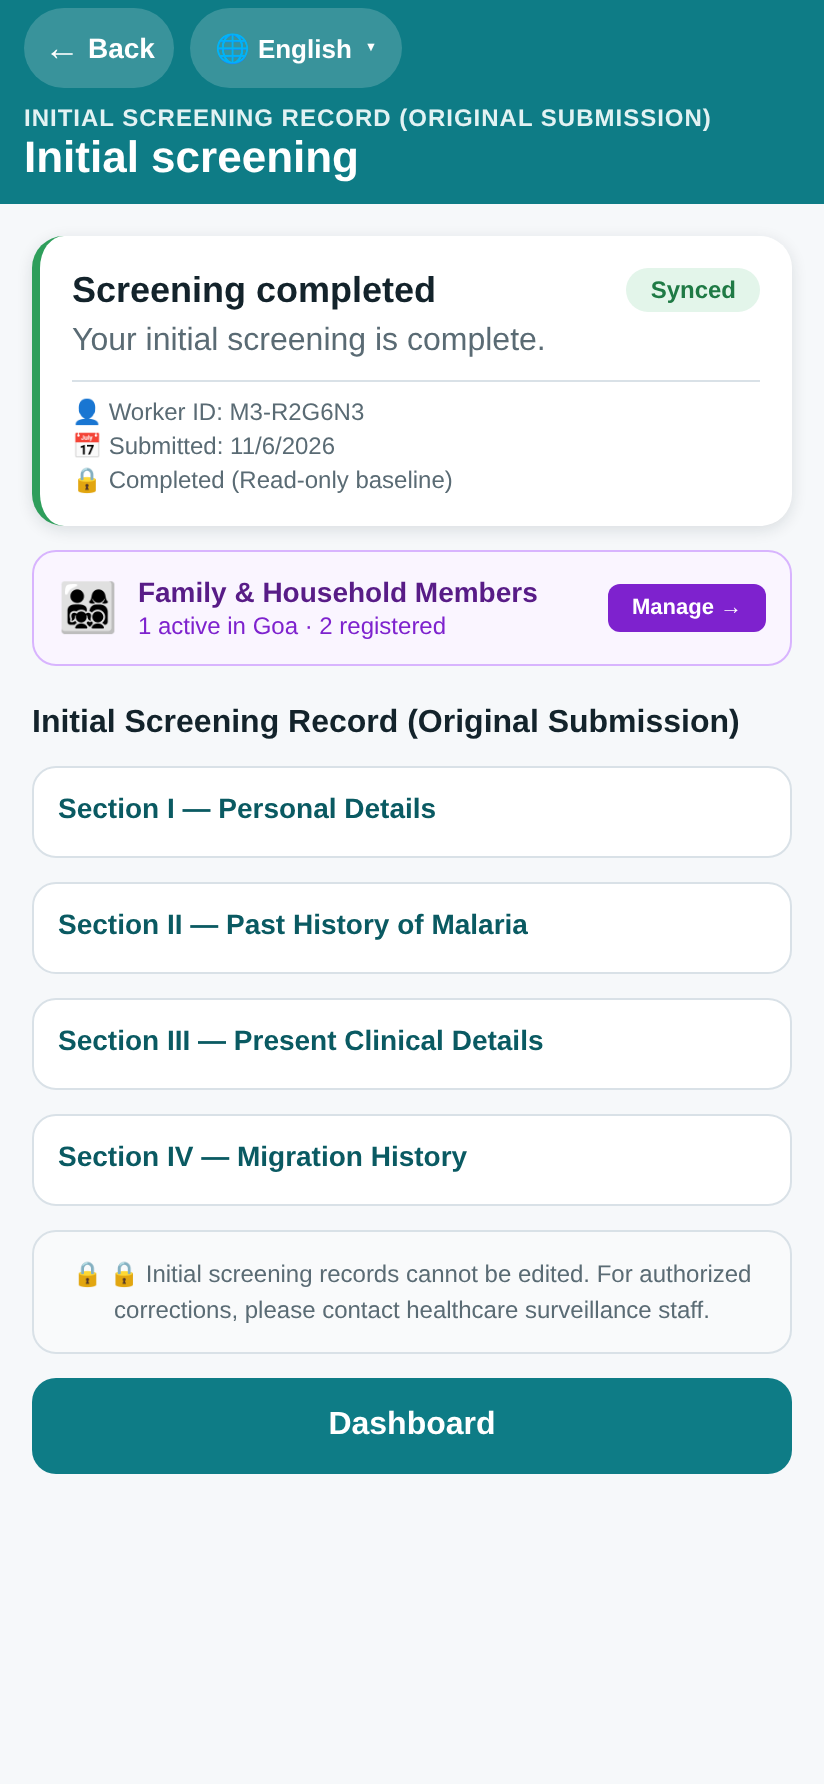 ← Back
🌐 English ▼
INITIAL SCREENING RECORD (ORIGINAL SUBMISSION)
Initial screening
Screening completed
Synced
Your initial screening is complete.
👤 Worker ID: M3-R2G6N3
📅 Submitted: 11/6/2026
🔒 Completed (Read-only baseline)
Family & Household Members
1 active in Goa · 2 registered
Manage →
Initial Screening Record (Original Submission)
Section I — Personal Details
Section II — Past History of Malaria
Section III — Present Clinical Details
Section IV — Migration History
🔒 🔒 Initial screening records cannot be edited. For authorized
corrections, please contact healthcare surveillance staff.
Dashboard